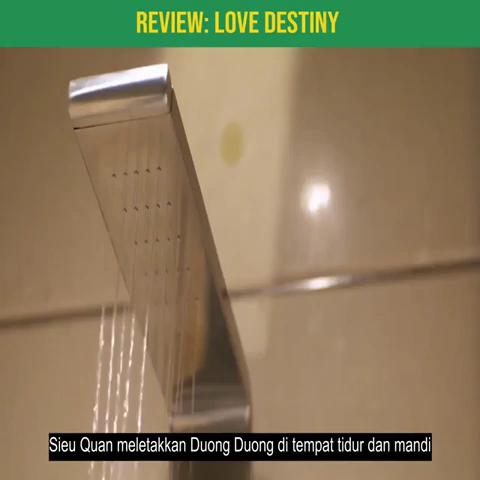 REVIEW: LOVE DESTINY
Sieu Quan meletakkan Duong Duong di tempat tidur dan mandi